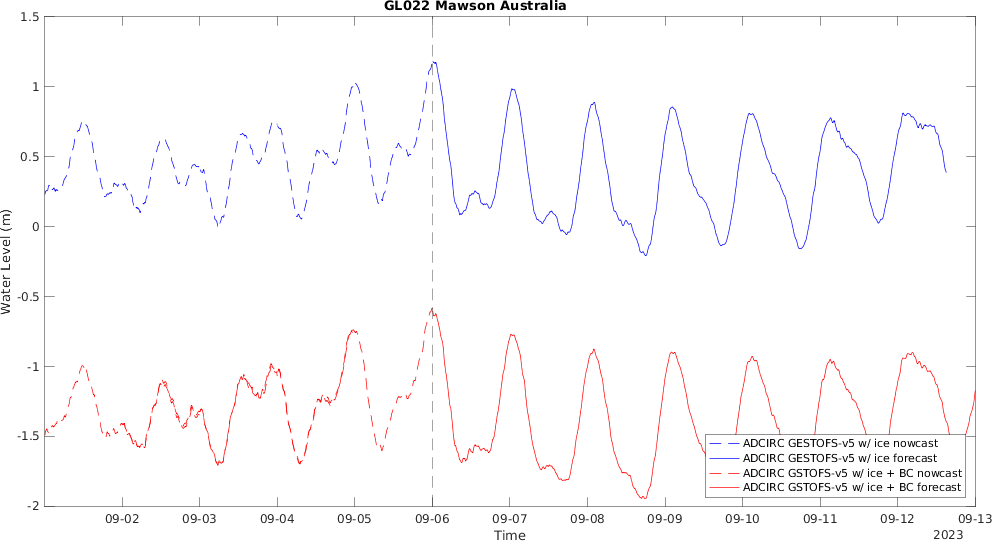 GL022 Mawson Australia
Water Level (m)
1.5
1
0.5
0
-0.5
-1
-1.5
-2
ADCIRC GESTOFS-v5 w/ ice nowcast
ADCIRC GESTOFS-v5 w/ ice forecast
ADCIRC GSTOFS-v5 w/ ice + BC nowcast
ADCIRC GSTOFS-v5 w/ ice + BC forecast
09-02 09-03 09-04 09-05 09-06 09-07 09-08 09-09 09-10 09-11 09-12 09-13
Time
2023